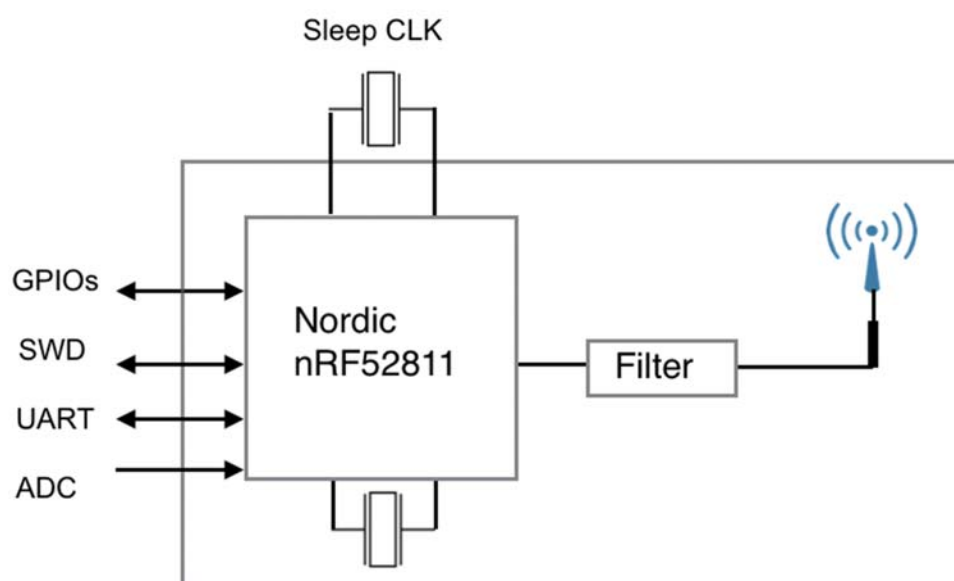 Sleep CLK
GPIOs
SWD
UART
ADC
Nordic
nRF52811
Filter